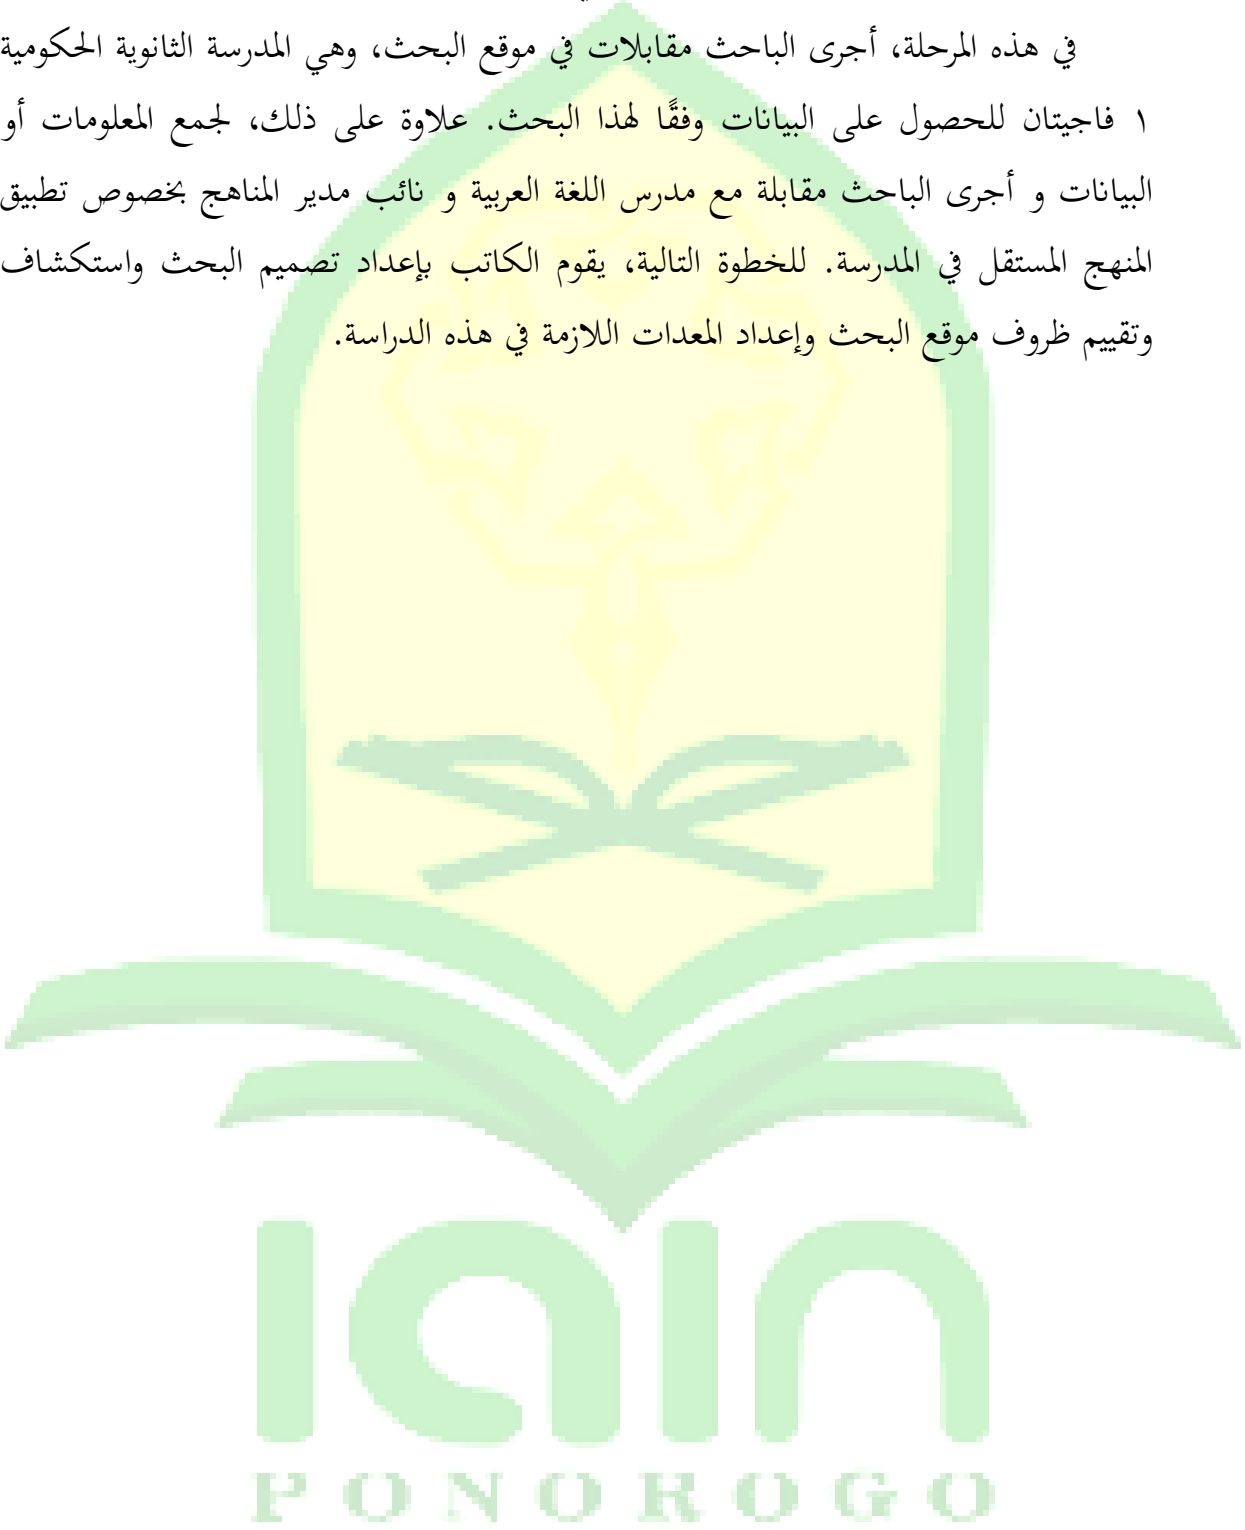 في هذه المرحلة، أجرى الباحث مقابلات في موقع البحث، وهي المدرسة الثانوية الحكومية
١ فاجيتان للحصول على البيانات وفقًا لهذا البحث. علاوة على ذلك، لجمع المعلومات أو
البيانات و أجرى الباحث مقابلة مع مدرس اللغة العربية و نائب مدير المناهج بخصوص تطبيق
المنهج المستقل في المدرسة. للخطوة التالية، يقوم الكاتب بإعداد تصميم البحث واستكشاف
وتقييم ظروف موقع البحث وإعداد المعدات اللازمة في هذه الدراسة.
iain
PONOROGO